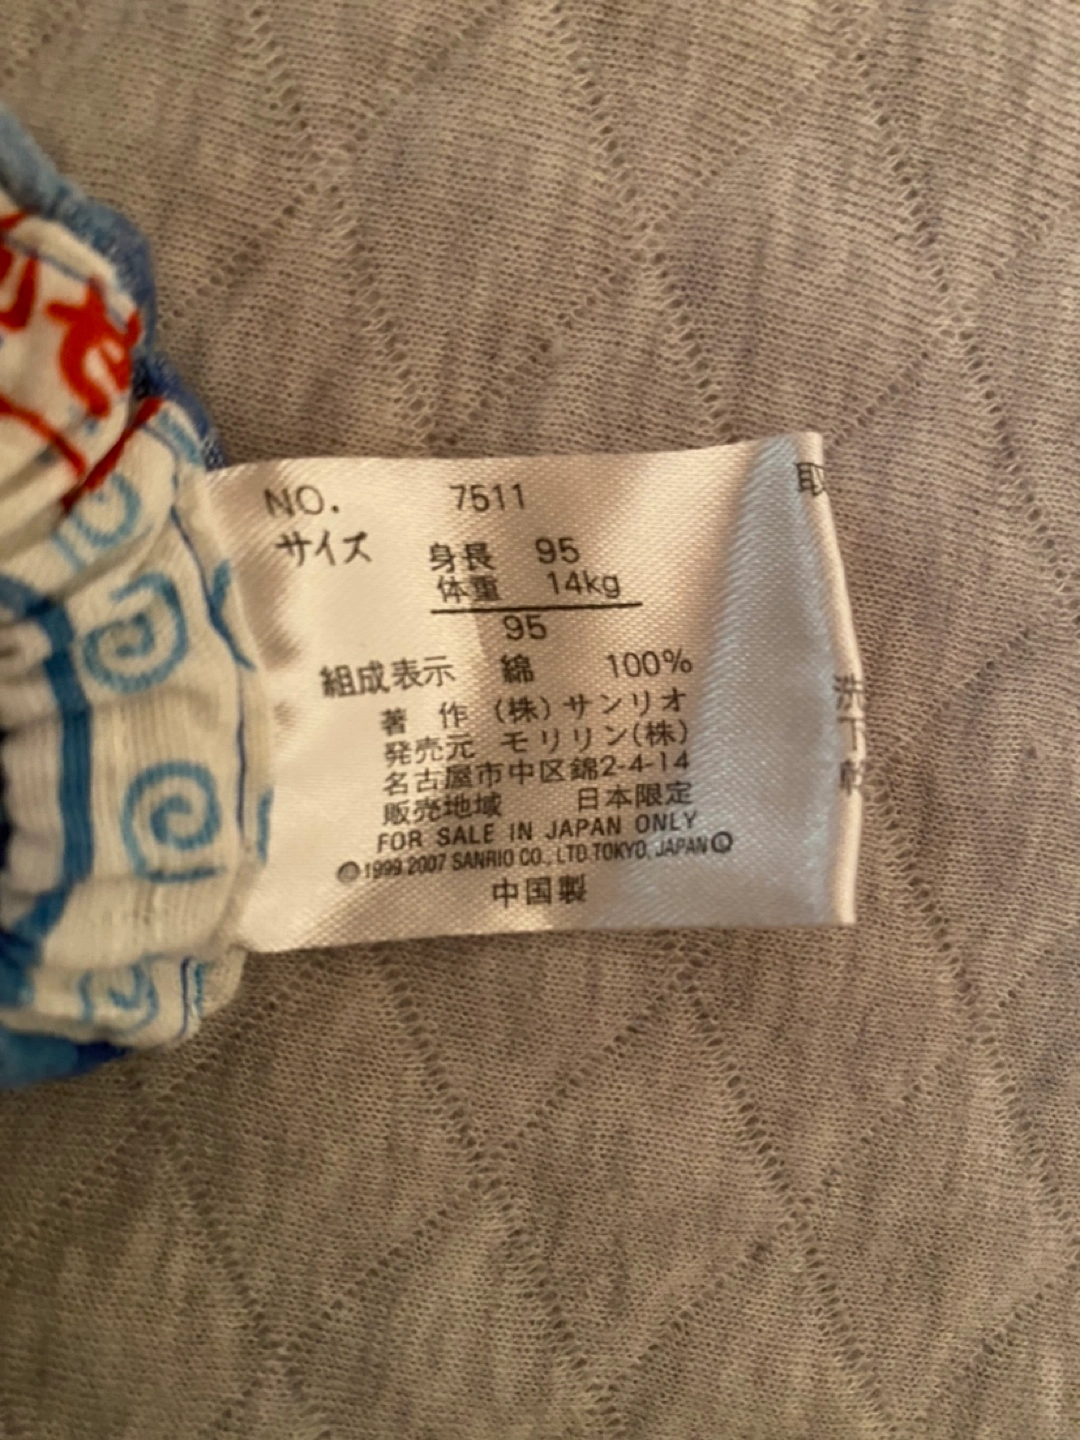 NO. 7511
サイズ 身長 95
体重 14kg
95
組成表示 綿 100%
著作 (株)サンリオ
発売元 モリリン(株)
名古屋市中区錦2-4-14
販売地域 日本限定
FOR SALE IN JAPAN ONLY
©1999,2007 SANRIO CO., LTD.TOKYO, JAPAN Ⓛ
中国製
取
洗
下